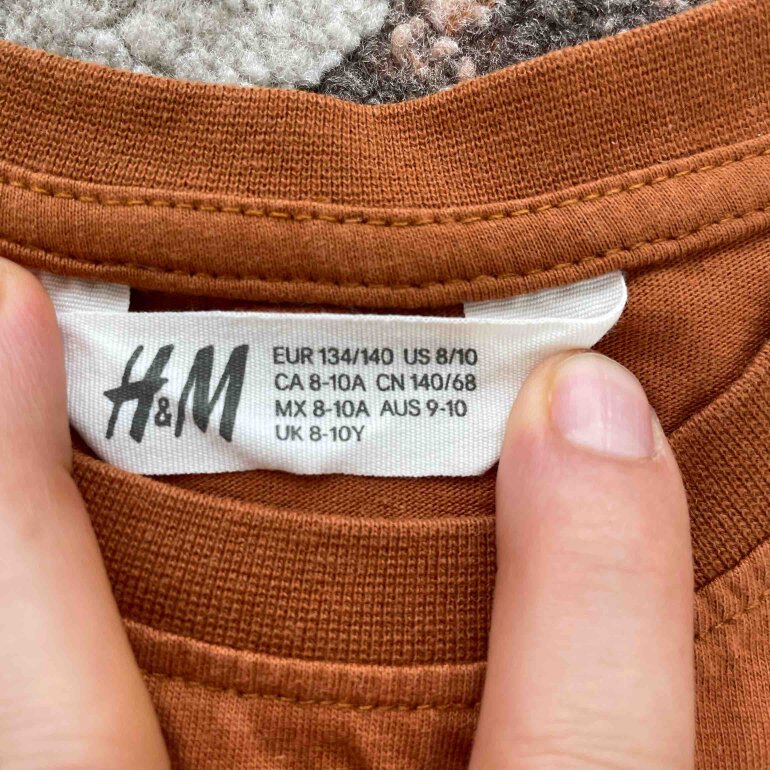 H&M
EUR 134/140 US 8/10
CA 8-10A CN 140/68
MX 8-10A AUS 9-10
UK 8-10Y